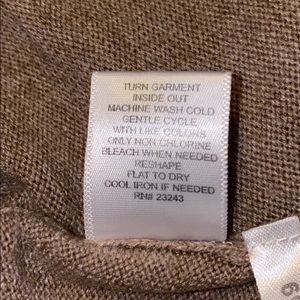 TURN GARMENT
INSIDE OUT
MACHINE WASH COLD
GENTLE CYCLE
WITH LIKE COLORS
ONLY NON CHLORINE
BLEACH WHEN NEEDED
RESHAPE
FLAT TO DRY
COOL IRON IF NEEDED
RN# 23243